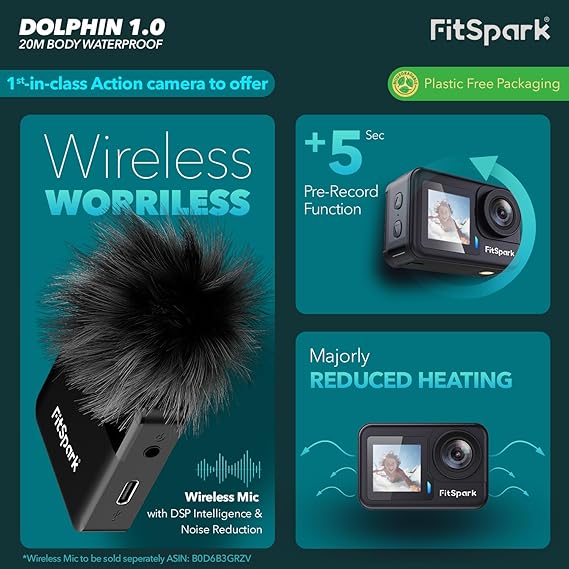 DOLPHIN 1.0
20M BODY WATERPROOF
FitSpark®
1st-in-class Action camera to offer
Plastic Free Packaging
Wireless
WORRILESS
FitSpark
Wireless Mic
with DSP Intelligence &
Noise Reduction
+5 Sec
Pre-Record
Function
FitSpark
Majorly
REDUCED HEATING
FitSpark
*Wireless Mic to be sold seperately ASIN: B0D6B3GRZV